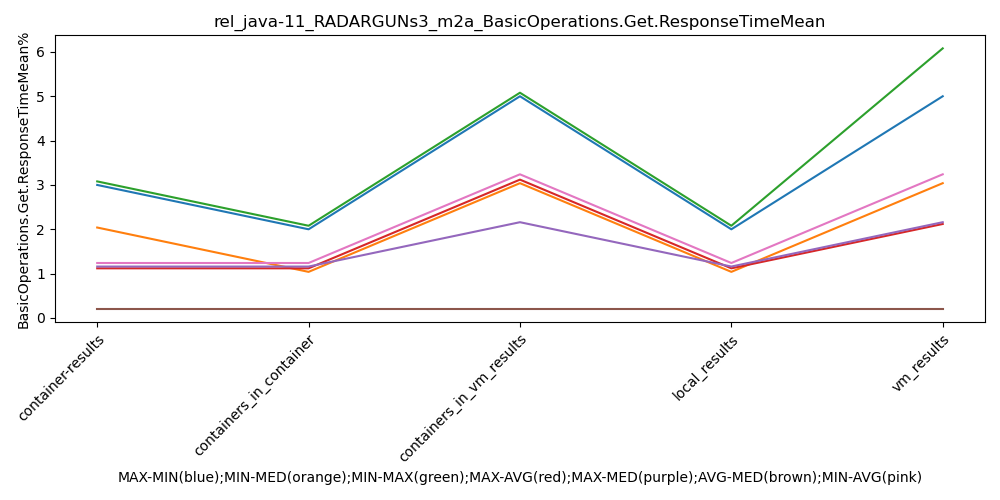 rel_java-11_RADARGUNs3_m2a_BasicOperations.Get.ResponseTimeMean
BasicOperations.Get.ResponseTimeMean%
6
5
4
3
2
1
0
container-results
containers_in_container
containers_in_vm_results
local_results
vm_results
MAX-MIN(blue);MIN-MED(orange);MIN-MAX(green);MAX-AVG(red);MAX-MED(purple);AVG-MED(brown);MIN-AVG(pink)